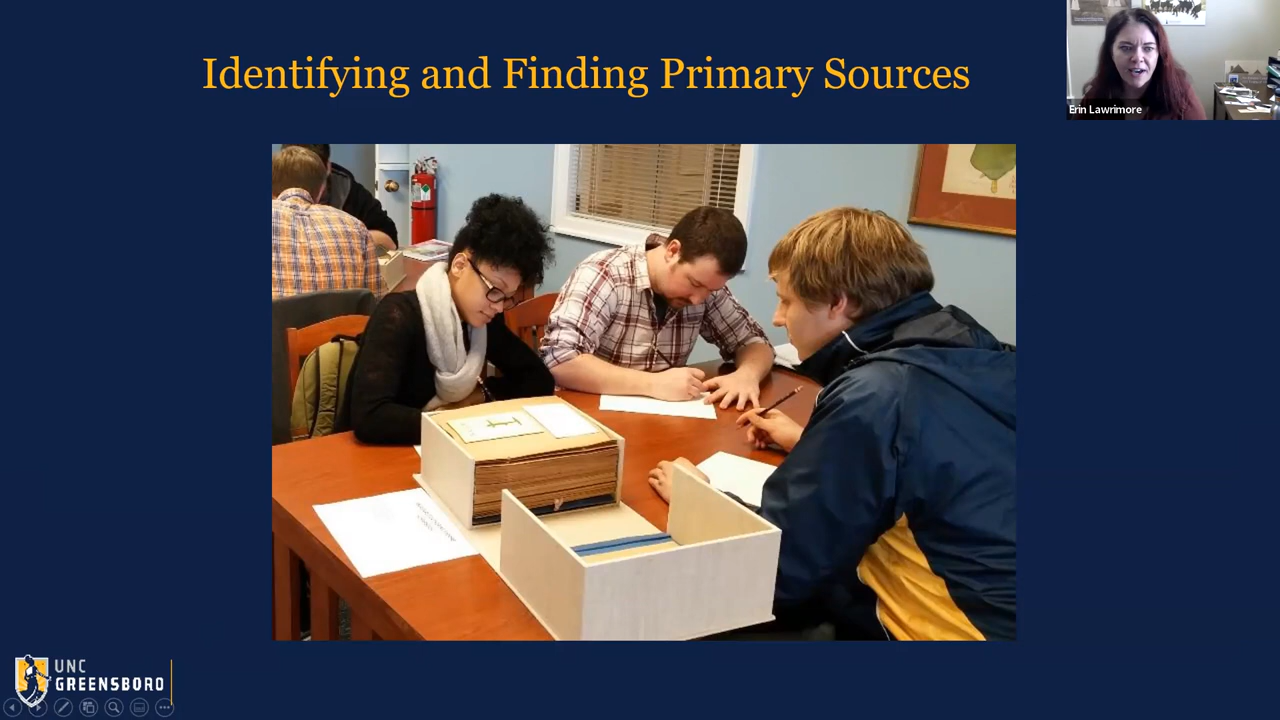 Identifying and Finding Primary Sources
Erin Lawrimore
UNC
GREENSBORO